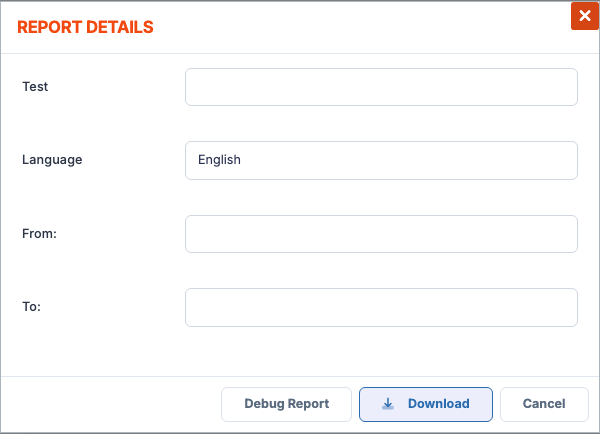 REPORT DETAILS
Test
Language English
From:
To:
Debug Report Download Cancel